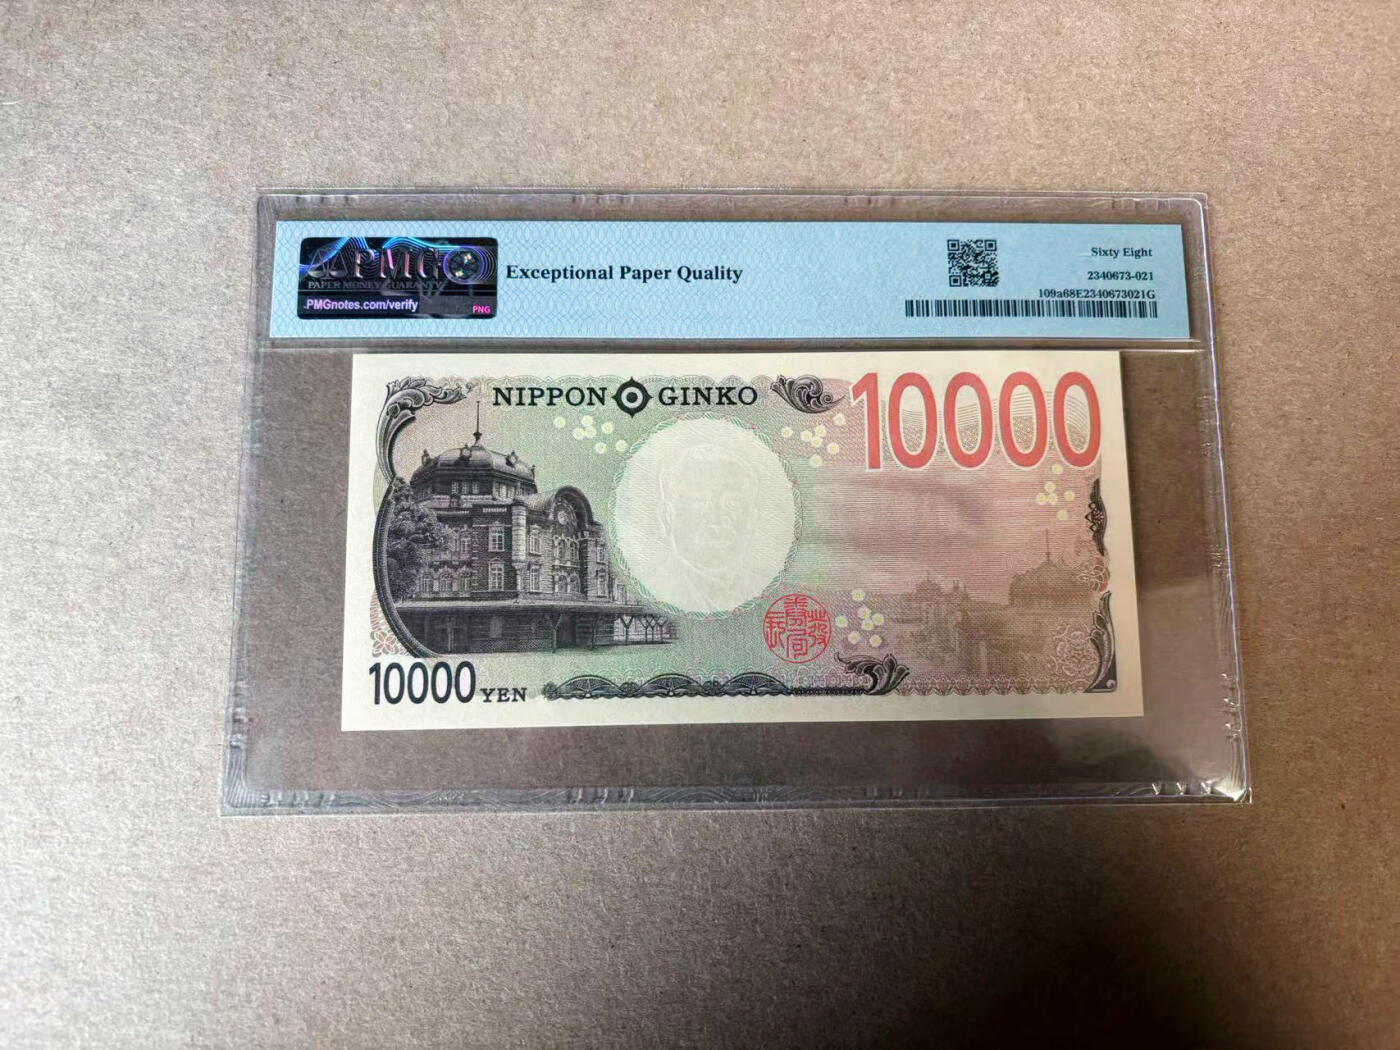 PMG
PAPER MONEY GUARANTY
PMGnotes.com/verify
PNG
Exceptional Paper Quality
Sixty Eight
2340673-021
109a68E2340673021G
NIPPON GINKO
10000
10000 YEN